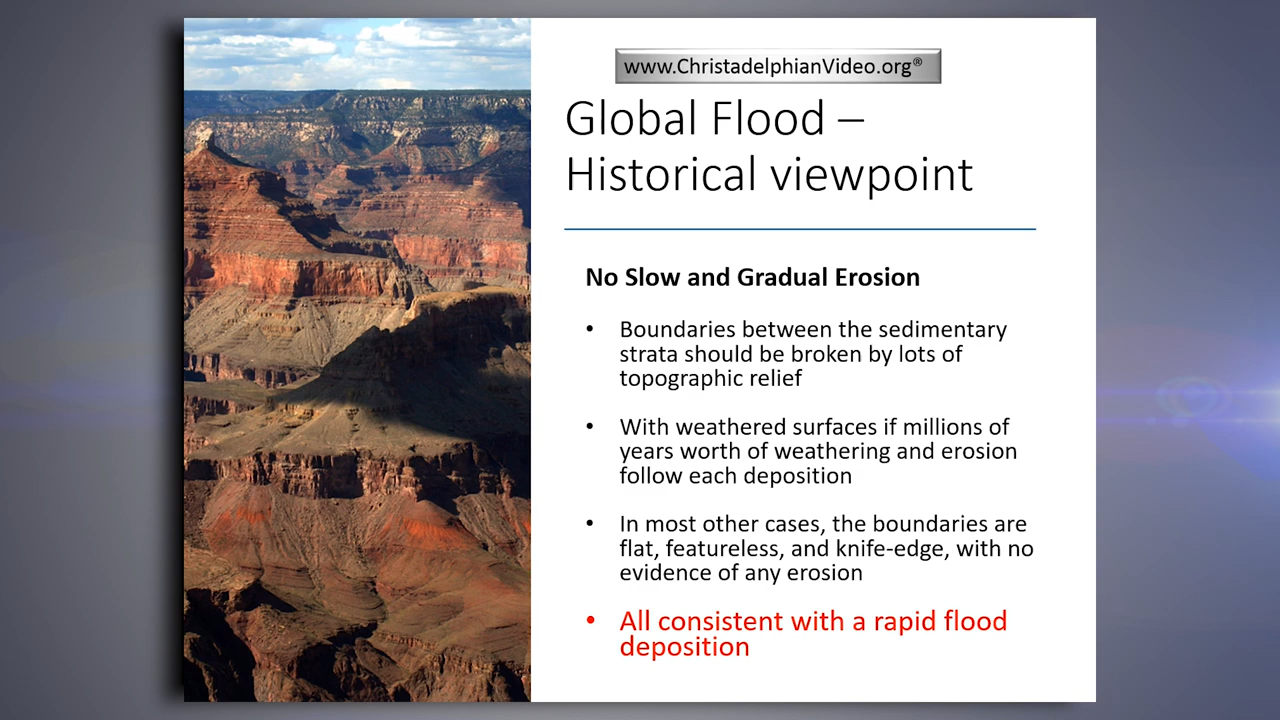 www.ChristadelphianVideo.org®
Global Flood –
Historical viewpoint
No Slow and Gradual Erosion
• Boundaries between the sedimentary
strata should be broken by lots of
topographic relief
• With weathered surfaces if millions of
years worth of weathering and erosion
follow each deposition
• In most other cases, the boundaries are
flat, featureless, and knife-edge, with no
evidence of any erosion
• All consistent with a rapid flood
deposition